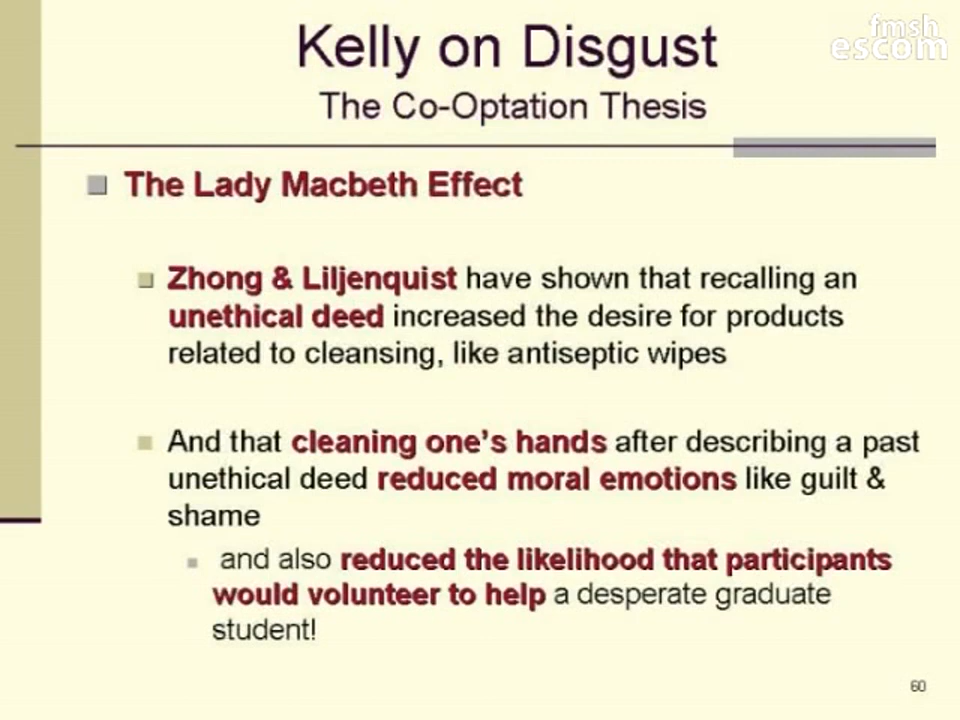 fmsh
escom
Kelly on Disgust
The Co-Optation Thesis
The Lady Macbeth Effect
Zhong & Liljenquist have shown that recalling an
unethical deed increased the desire for products
related to cleansing, like antiseptic wipes
And that cleaning one's hands after describing a past
unethical deed reduced moral emotions like guilt &
shame
and also reduced the likelihood that participants
would volunteer to help a desperate graduate
student!
60